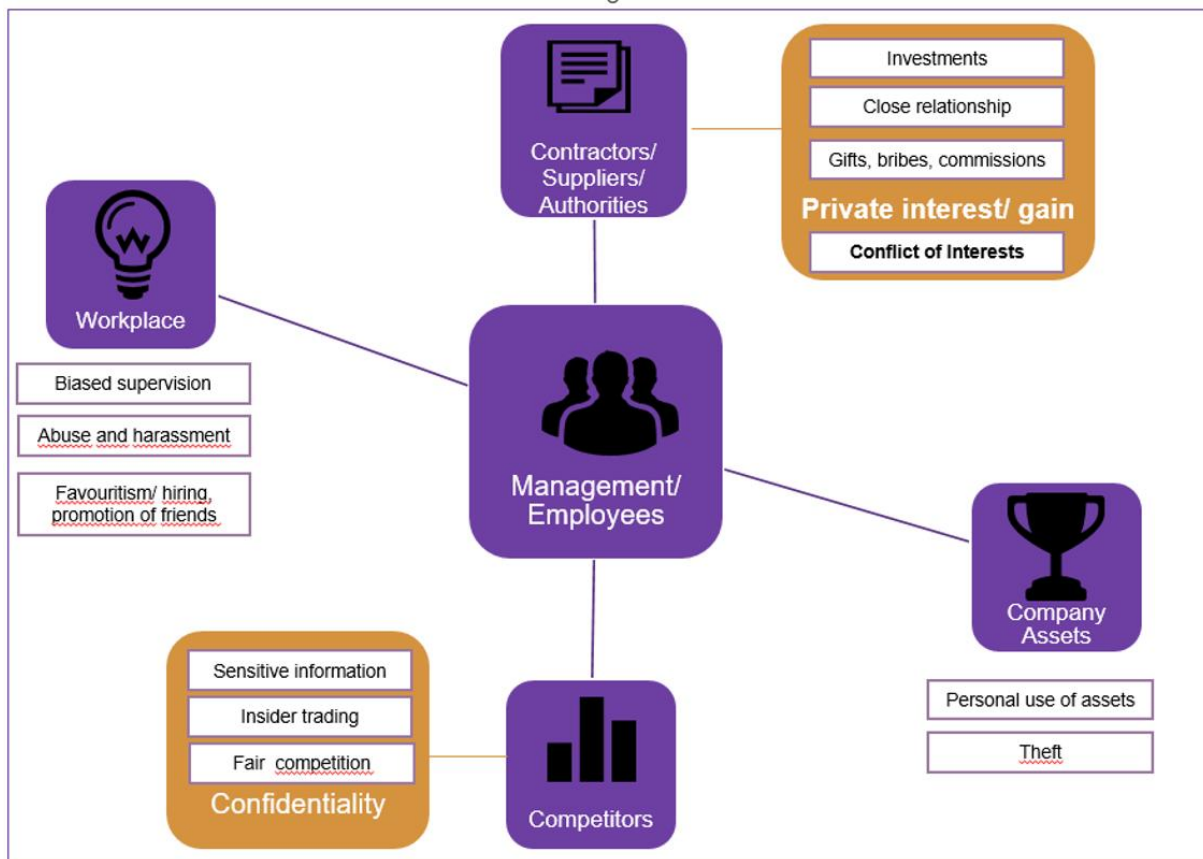 Contractors/
Suppliers/
Authorities
Investments
Close relationship
Gifts, bribes, commissions
Private interest/ gain
Conflict of Interests
Workplace
Biased supervision
Abuse and harassment
Favouritism/ hiring,
promotion of friends
Management/
Employees
Company
Assets
Personal use of assets
Theft
Sensitive information
Insider trading
Fair competition
Confidentiality
Competitors